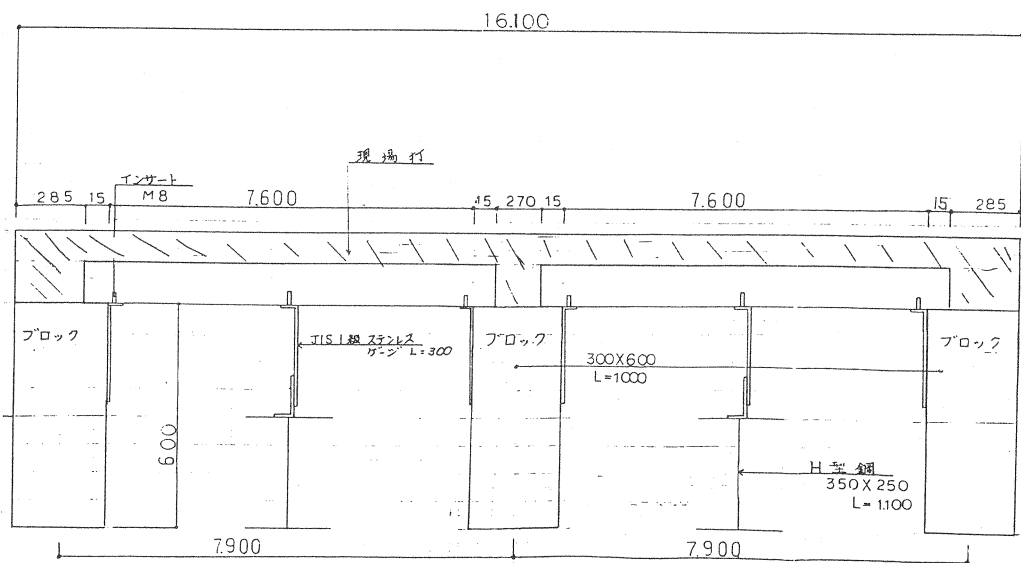 16.100
現場打
インサート
M8
285 15 7.600 15 270 15 7.600 15 285
ブロック
JIS 1級 ステンレス
ゲージ L=300
ブロック
300X600
L=1000
ブロック
600
H型鋼
350X250
L=1.100
7.900 7.900